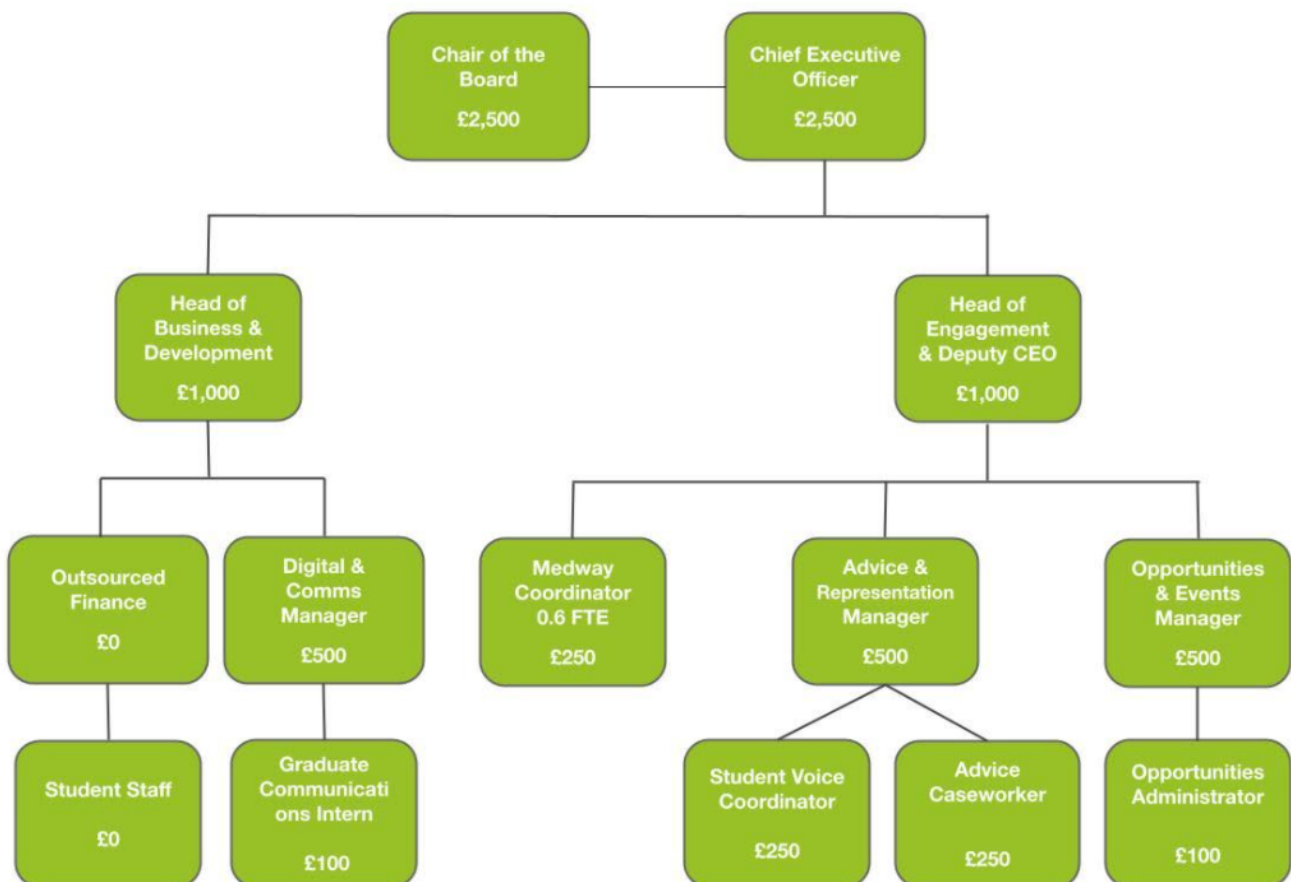 Chair of the
Board
£2,500
Chief Executive
Officer
£2,500
Head of
Business &
Development
£1,000
Head of
Engagement
& Deputy CEO
£1,000
Outsourced
Finance
£0
Digital &
Comms
Manager
£500
Medway
Coordinator
0.6 FTE
£250
Advice &
Representation
Manager
£500
Opportunities
& Events
Manager
£500
Student Staff
£0
Graduate
Communicati
ons Intern
£100
Student Voice
Coordinator
£250
Advice
Caseworker
£250
Opportunities
Administrator
£100